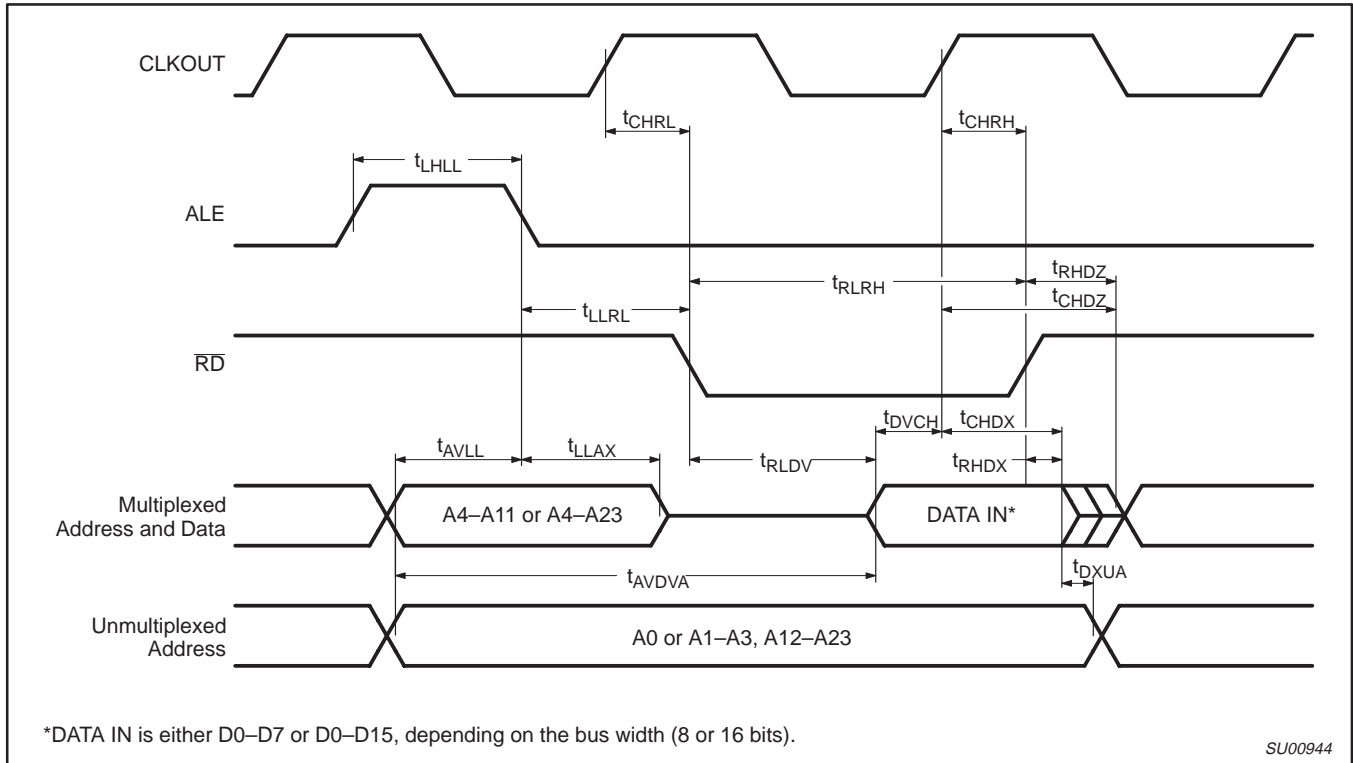 CLKOUT
tCHRL
tCHRH
tLHLL
ALE
tRLRH
tRHDZ
tLLRL
tCHDZ
RD
tDVCH
tCHDX
tAVLL
tLLAX
tRLDV
tRHDX
Multiplexed
Address and Data
A4–A11 or A4–A23
DATA IN*
tAVDVA
tDXUA
Unmultiplexed
Address
A0 or A1–A3, A12–A23
*DATA IN is either D0–D7 or D0–D15, depending on the bus width (8 or 16 bits).
SU00944